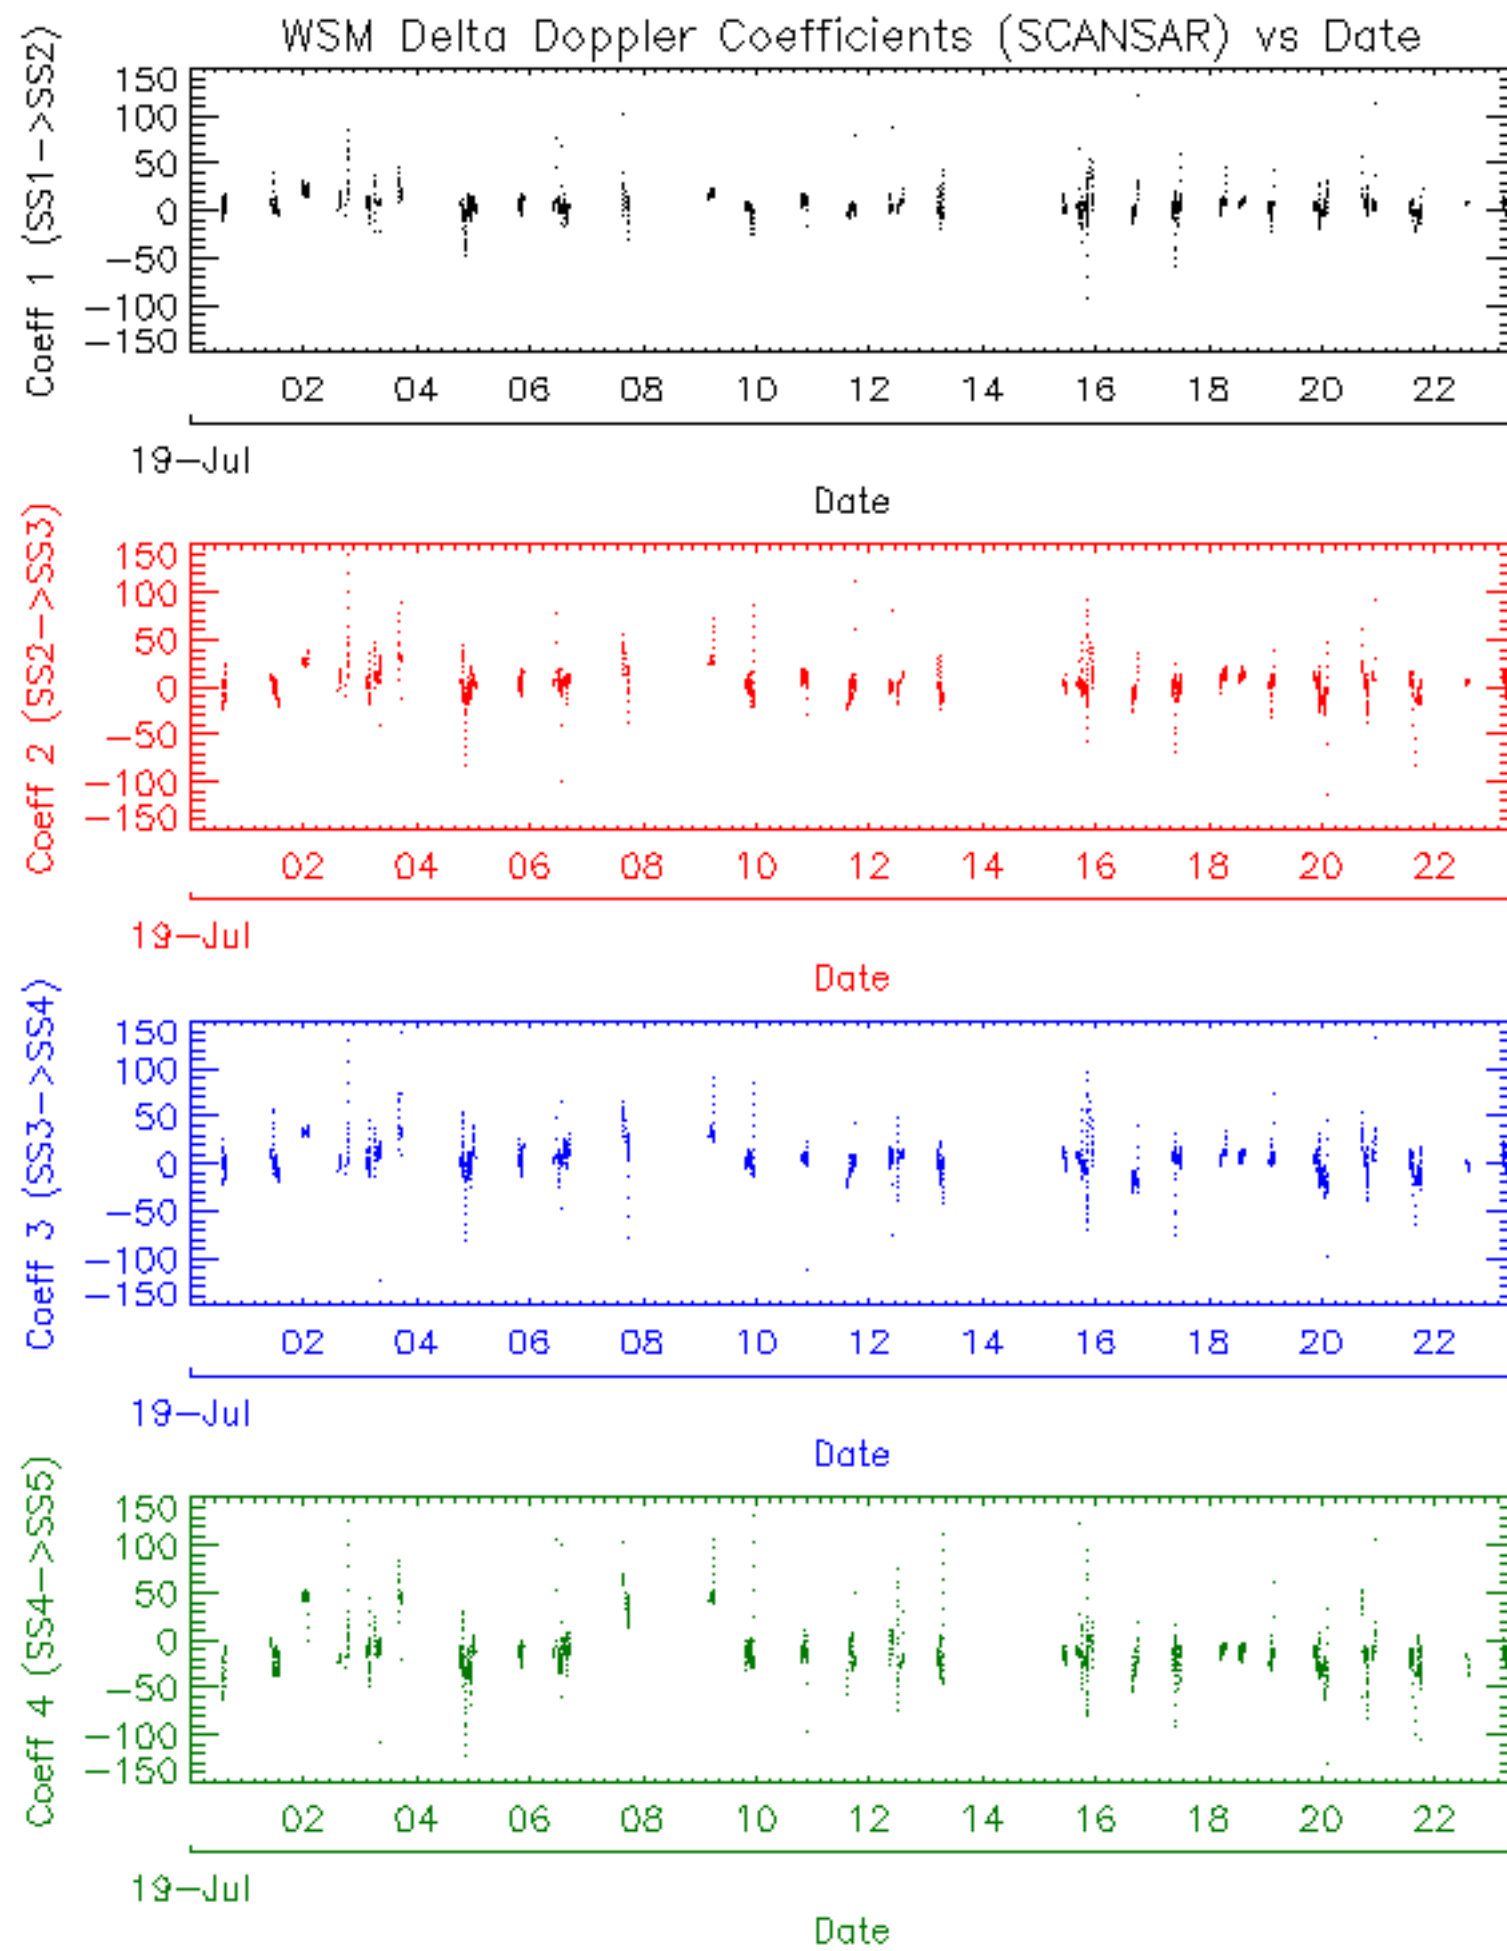 WSM Delta Doppler Coefficients (SCANSAR) vs Date
Coeff 1 (SS1->SS2)
150
100
50
0
-50
-100
-150
02 04 06 08 10 12 14 16 18 20 22
19-Jul
Date
Coeff 2 (SS2->SS3)
150
100
50
0
-50
-100
-150
02 04 06 08 10 12 14 16 18 20 22
19-Jul
Date
Coeff 3 (SS3->SS4)
150
100
50
0
-50
-100
-150
02 04 06 08 10 12 14 16 18 20 22
19-Jul
Date
Coeff 4 (SS4->SS5)
150
100
50
0
-50
-100
-150
02 04 06 08 10 12 14 16 18 20 22
19-Jul
Date